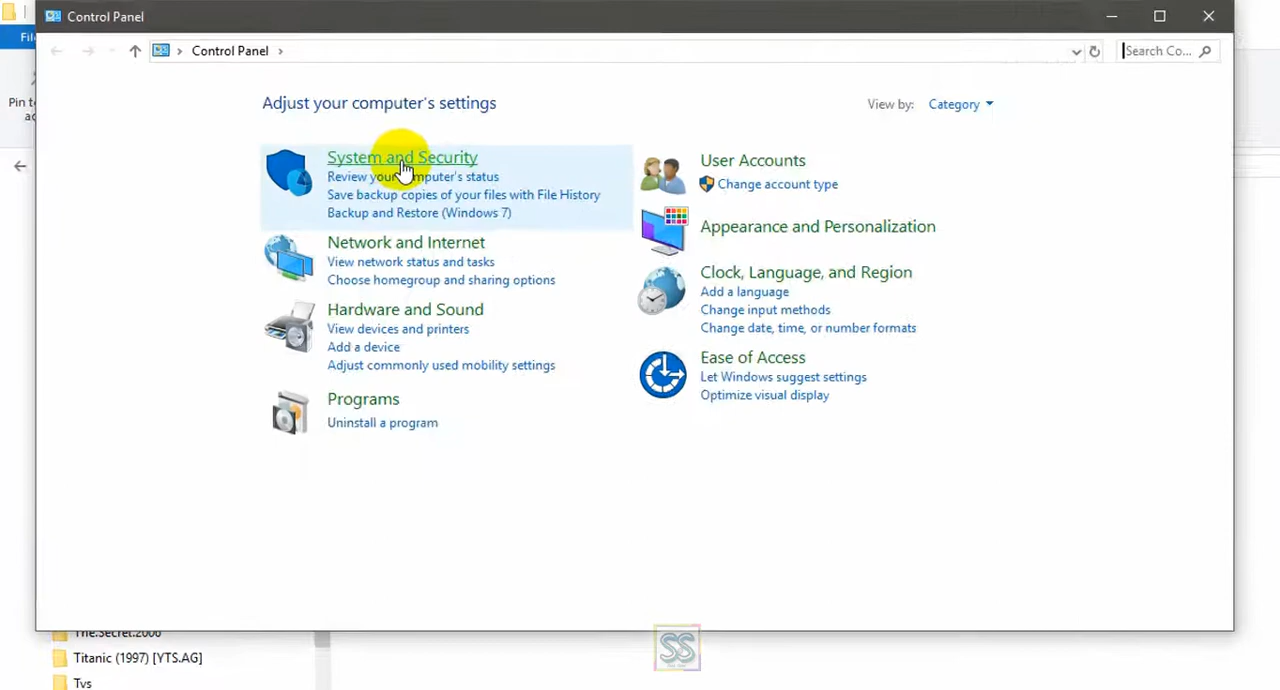 Control Panel
Fil
Control Panel
Search Co...
Pin to
ac
Adjust your computer's settings
View by: Category
System and Security
Review your computer's status
Save backup copies of your files with File History
Backup and Restore (Windows 7)
Network and Internet
View network status and tasks
Choose homegroup and sharing options
Hardware and Sound
View devices and printers
Add a device
Adjust commonly used mobility settings
Programs
Uninstall a program
User Accounts
Change account type
Appearance and Personalization
Clock, Language, and Region
Add a language
Change input methods
Change date, time, or number formats
Ease of Access
Let Windows suggest settings
Optimize visual display
The.Secret.2006
Titanic (1997) [YTS.AG]
Tvs
SS